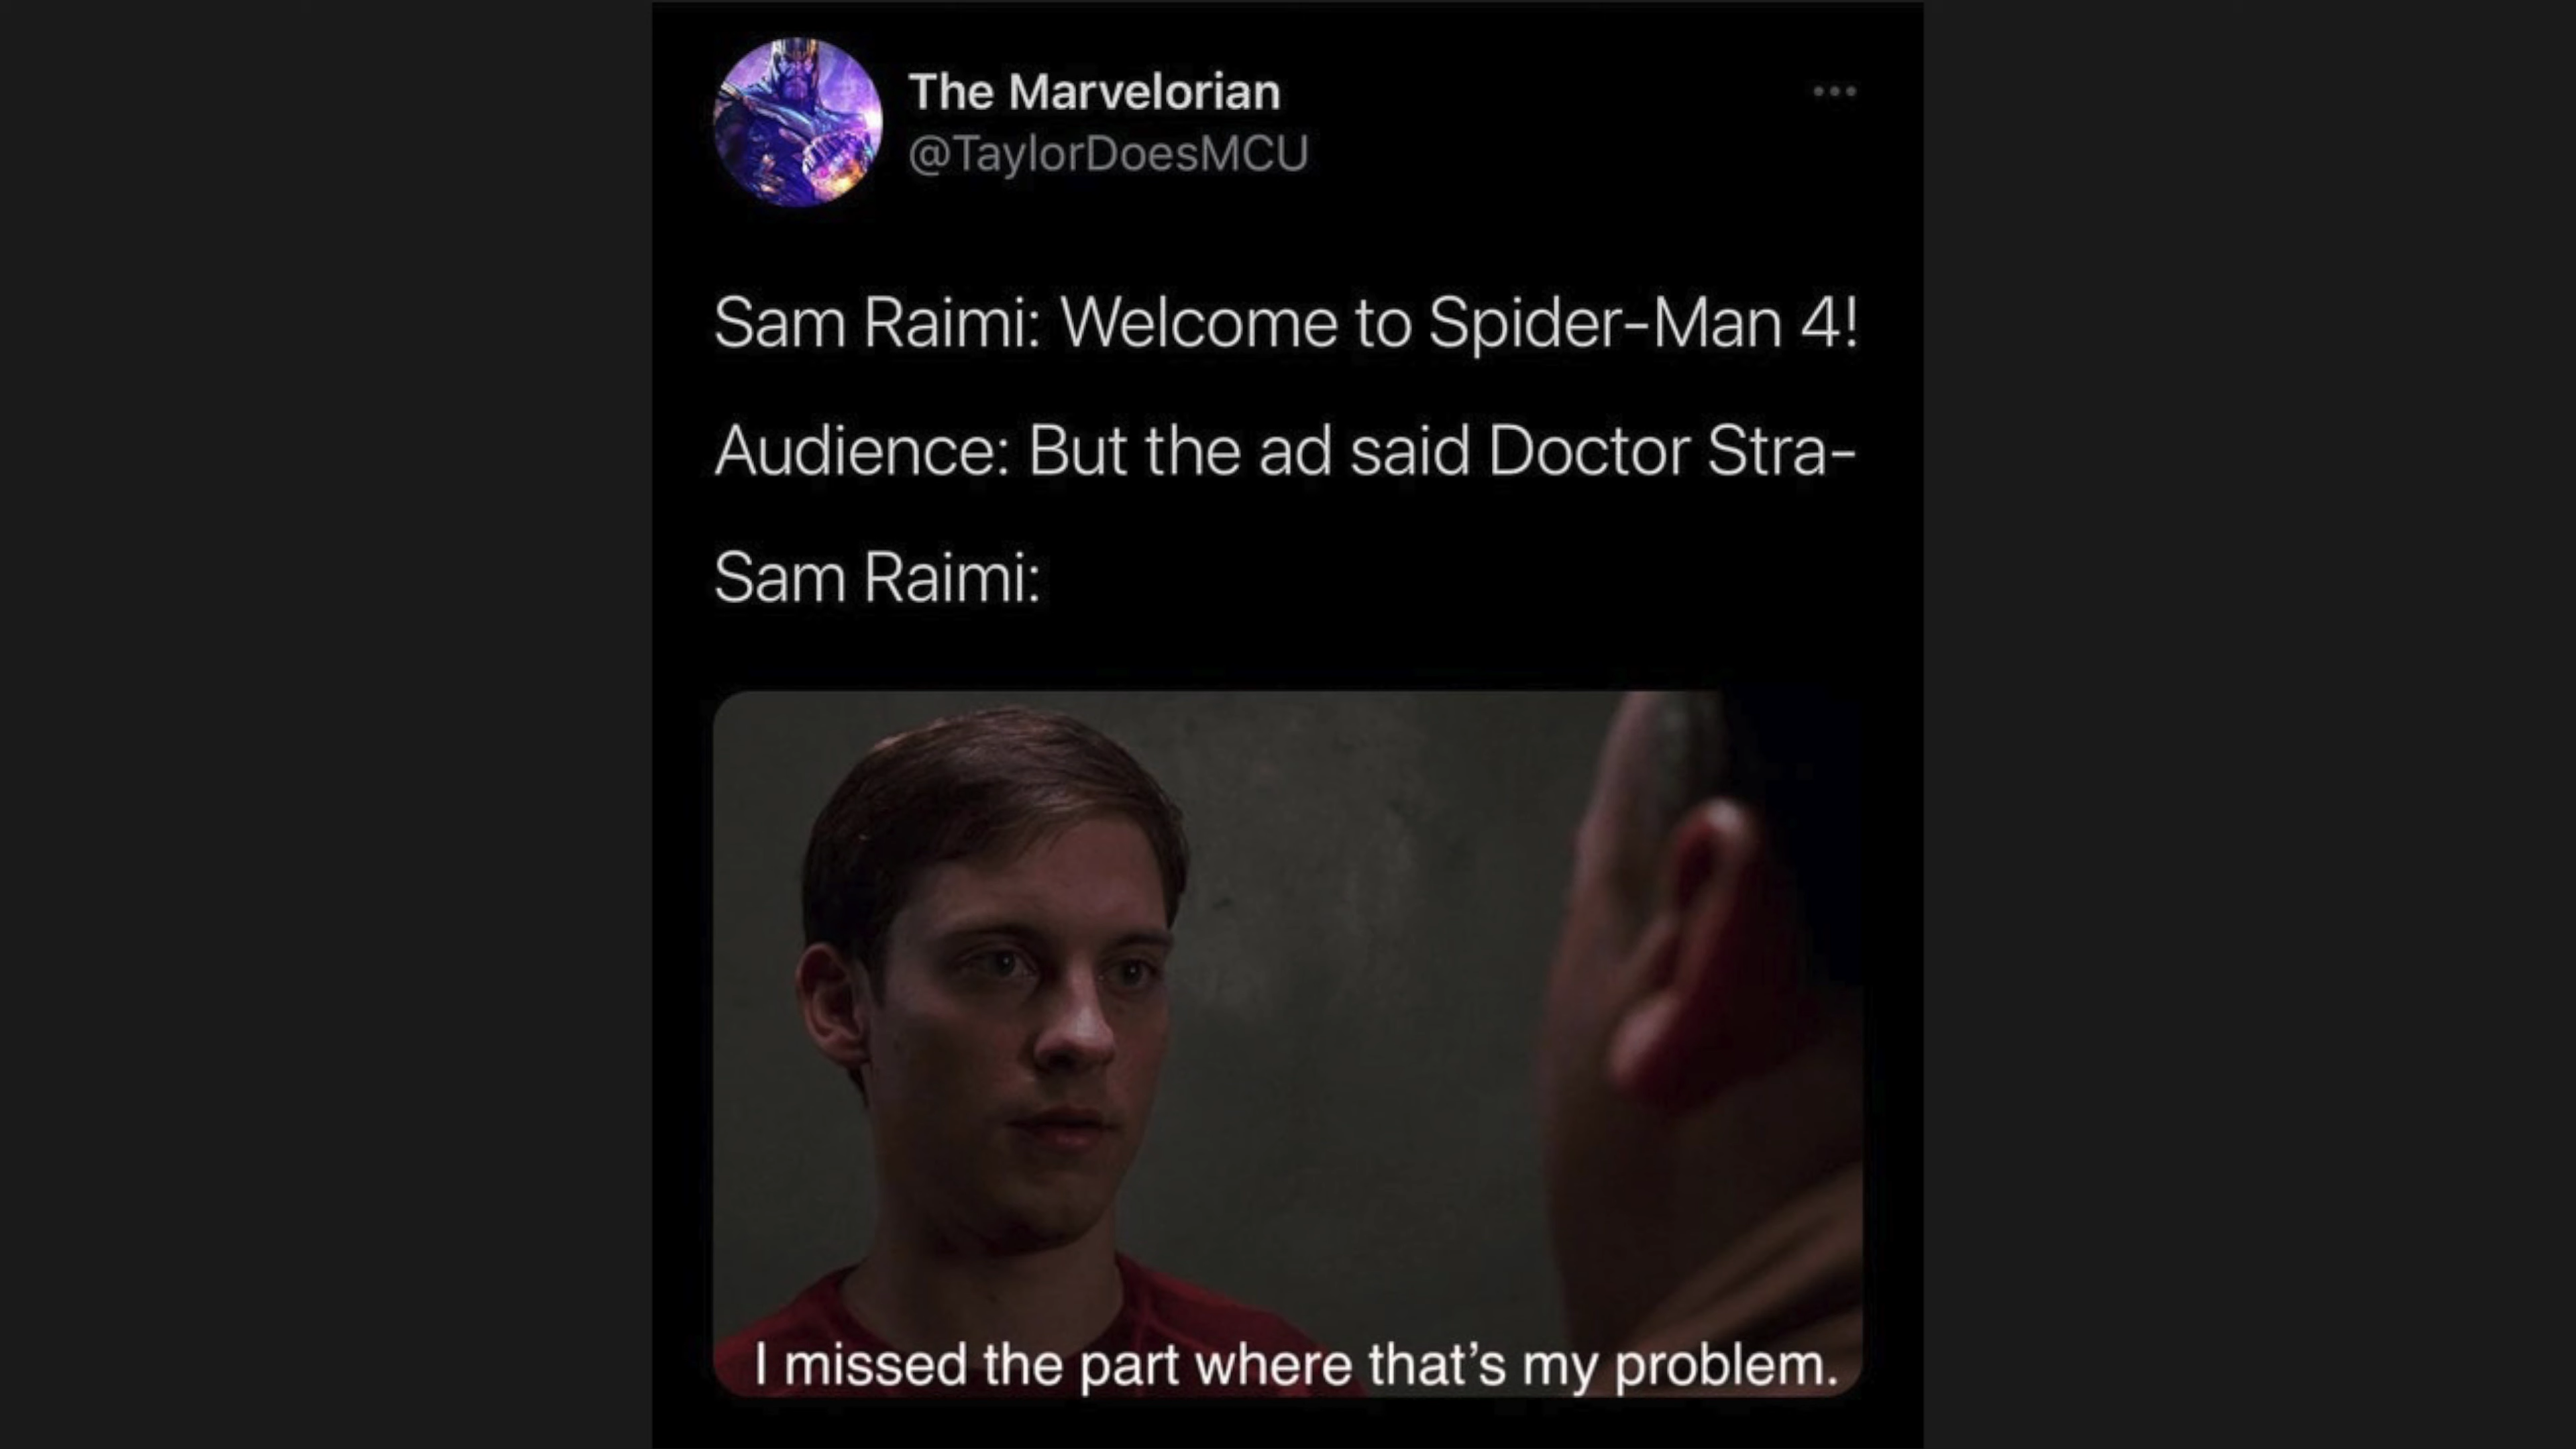 The Marvelorian
@TaylorDoesMCU
Sam Raimi: Welcome to Spider-Man 4!
Audience: But the ad said Doctor Stra-
Sam Raimi:
I missed the part where that’s my problem.